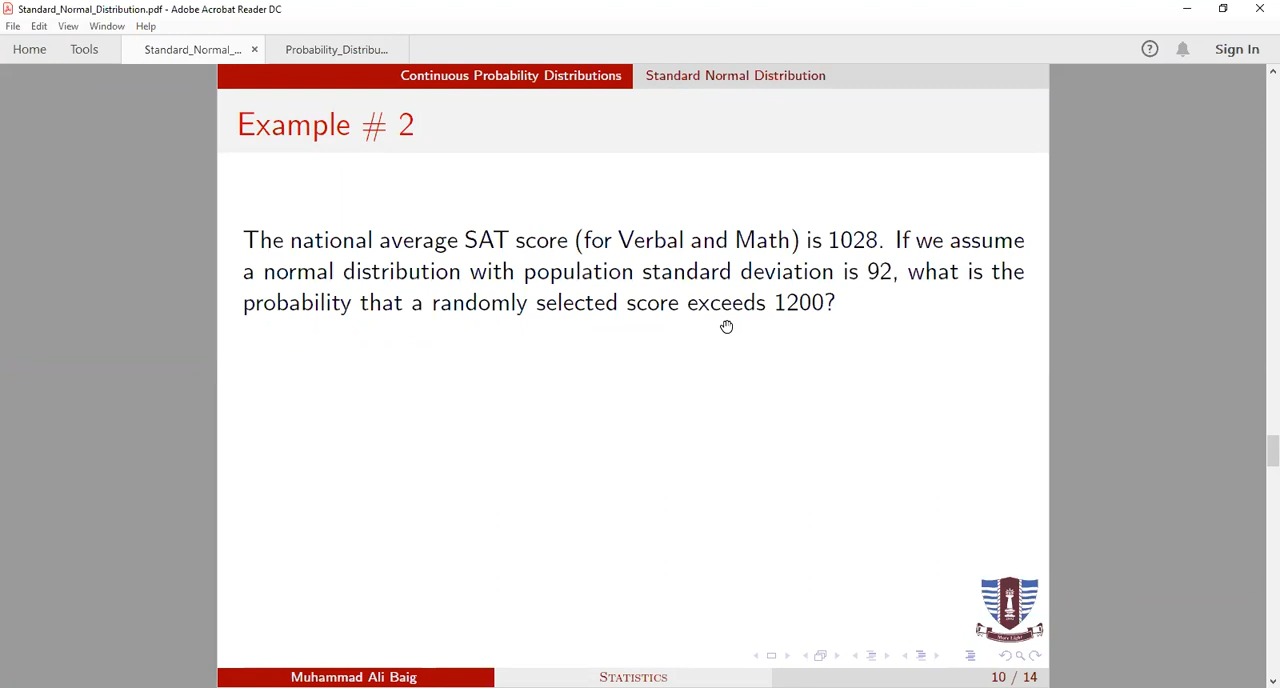 Standard_Normal_Distribution.pdf - Adobe Acrobat Reader DC
File Edit View Window Help
Home Tools Standard_Normal_... × Probability_Distribu... ? Sign In
Continuous Probability Distributions Standard Normal Distribution
Example # 2
The national average SAT score (for Verbal and Math) is 1028. If we assume
a normal distribution with population standard deviation is 92, what is the
probability that a randomly selected score exceeds 1200?
Muhammad Ali Baig Statistics 10 / 14